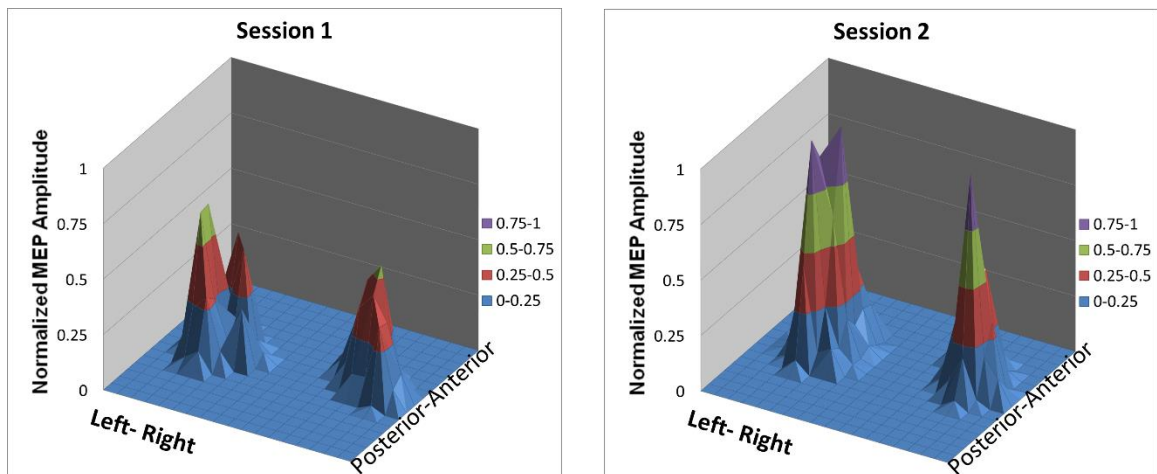 Session 1
Normalized MEP Amplitude
1
0.75
0.5
0.25
0
Left- Right
Posterior-Anterior
0.75-1
0.5-0.75
0.25-0.5
0-0.25
Session 2
Normalized MEP Amplitude
1
0.75
0.5
0.25
0
Left- Right
Posterior-Anterior
0.75-1
0.5-0.75
0.25-0.5
0-0.25